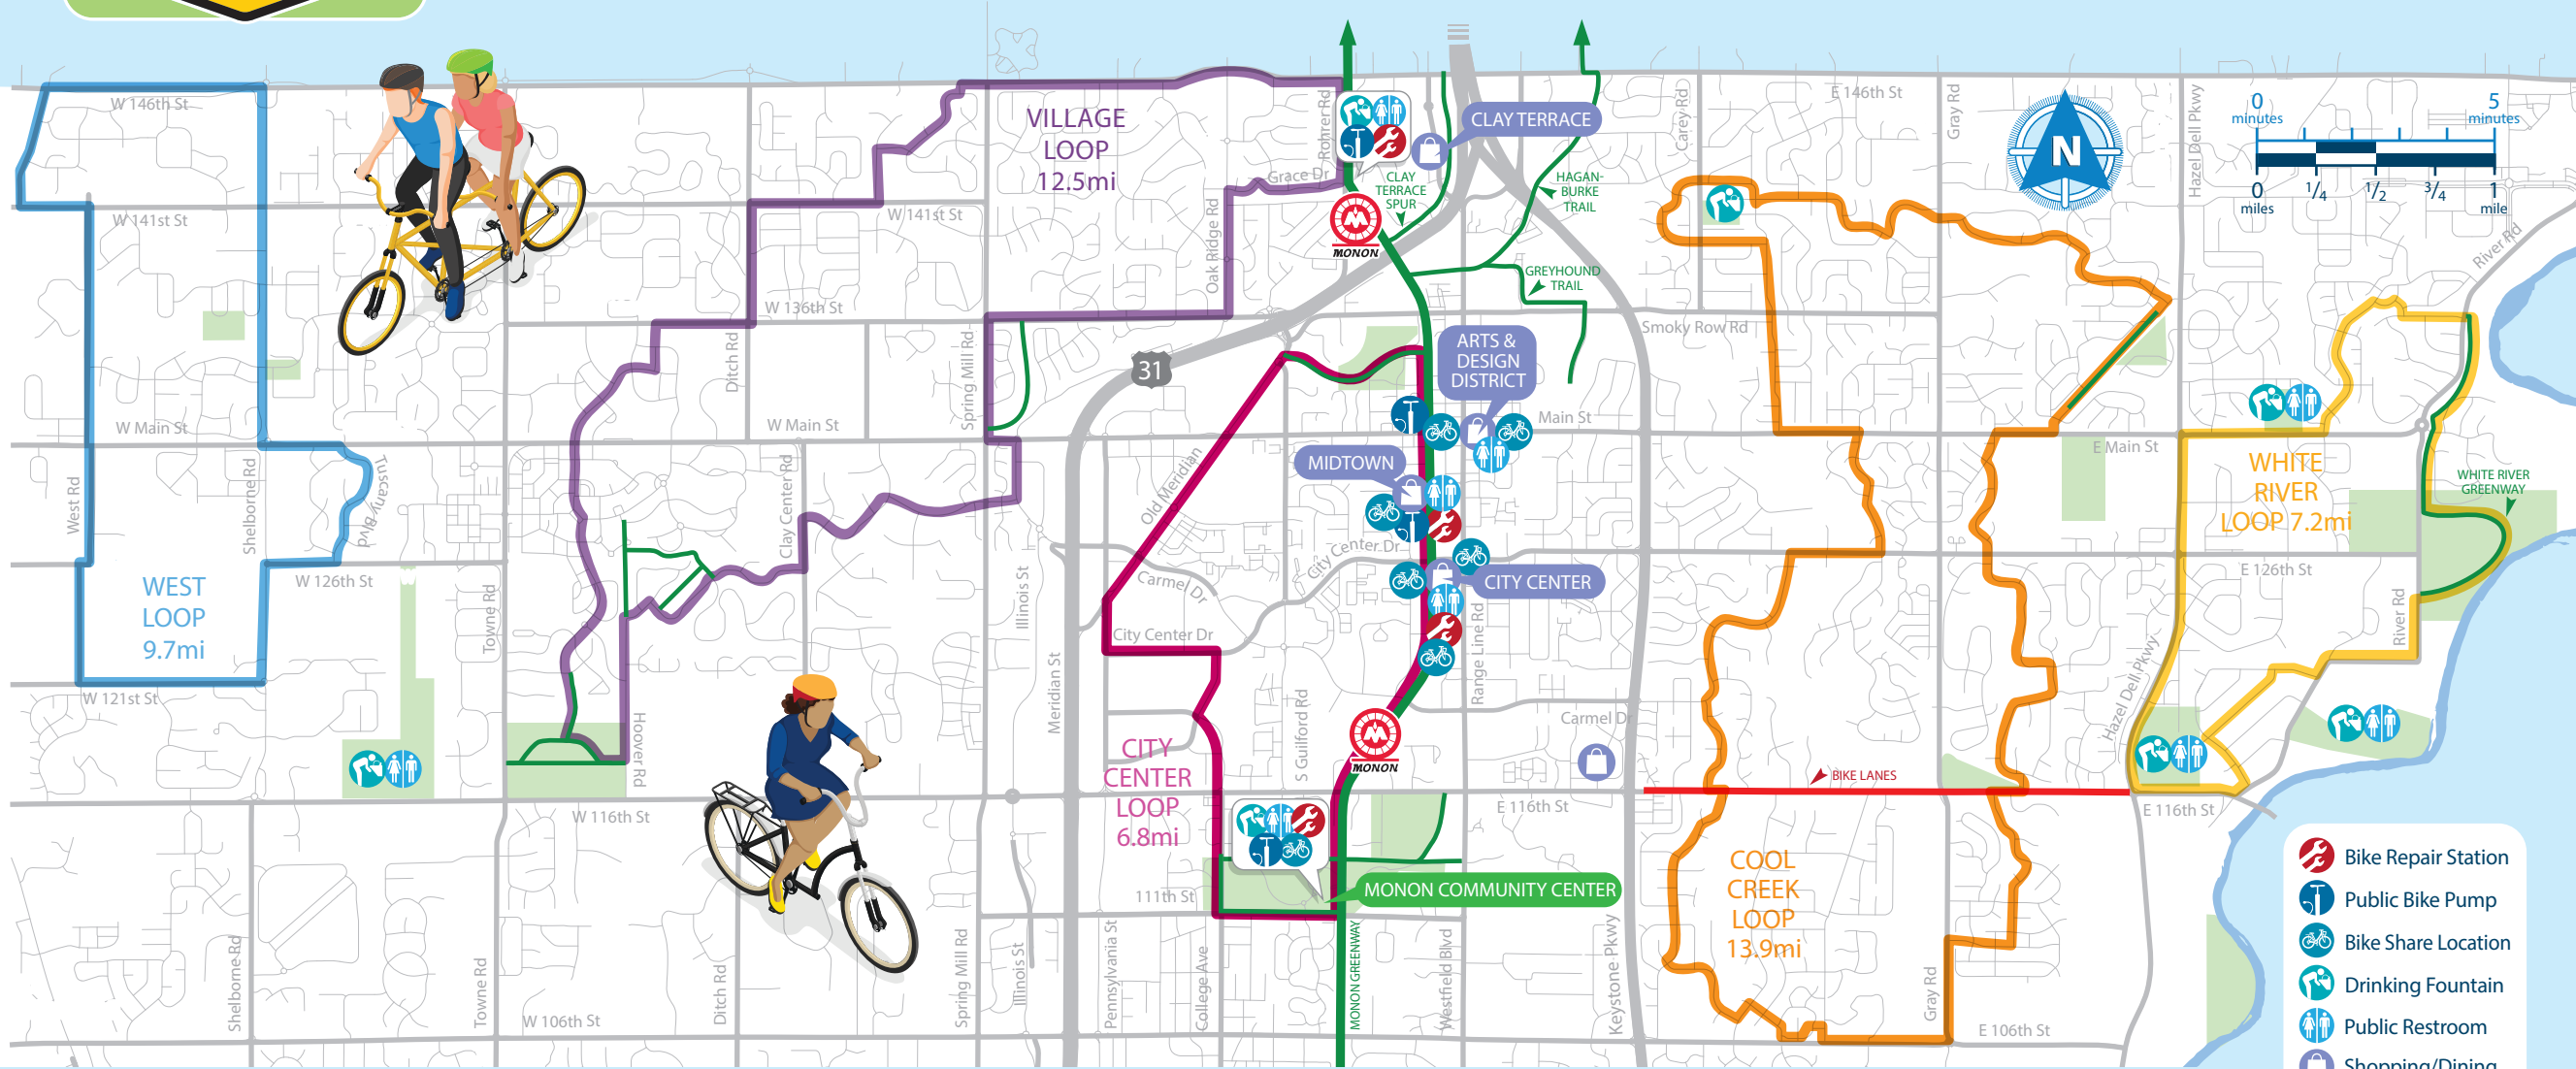 W 146th St
VILLAGE
LOOP
12.5mi
Rohrer Rd
CLAY TERRACE
Carey Rd
E 146th St
Gray Rd
N
Hazel Dell Pkwy
0
minutes
5
minutes
0
miles
1/4
1/2
3/4
1
mile
W 141st St
W 141st St
Oak Ridge Rd
Grace Dr
CLAY
TERRACE
SPUR
HAGAN-
BURKE
TRAIL
MONON
River Rd
W 136th St
GREYHOUND
TRAIL
Smoky Row Rd
Ditch Rd
Spring Mill Rd
31
ARTS &
DESIGN
DISTRICT
W Main St
W Main St
Main St
E Main St
West Rd
Shelborne Rd
Tuscany Blvd
Clay Center Rd
Old Meridian
MIDTOWN
WHITE
RIVER
LOOP 7.2mi
WHITE RIVER
GREENWAY
WEST
LOOP
9.7mi
W 126th St
Towne Rd
Illinois St
Carmel Dr
City Center Dr
CITY CENTER
E 126th St
River Rd
City Center Dr
Range Line Rd
W 121st St
Hoover Rd
Meridian St
S Guilford Rd
Carmel Dr
Hazel Dell Pkwy
MONON
CITY
CENTER
LOOP
6.8mi
BIKE LANES
W 116th St
E 116th St
E 116th St
COOL
CREEK
LOOP
13.9mi
MONON COMMUNITY CENTER
111th St
Shelborne Rd
Towne Rd
Ditch Rd
Spring Mill Rd
Illinois St
Pennsylvania St
College Ave
MONON GREENWAY
Westfield Blvd
Keystone Pkwy
Gray Rd
W 106th St
E 106th St
Bike Repair Station
Public Bike Pump
Bike Share Location
Drinking Fountain
Public Restroom
Shopping/Dining